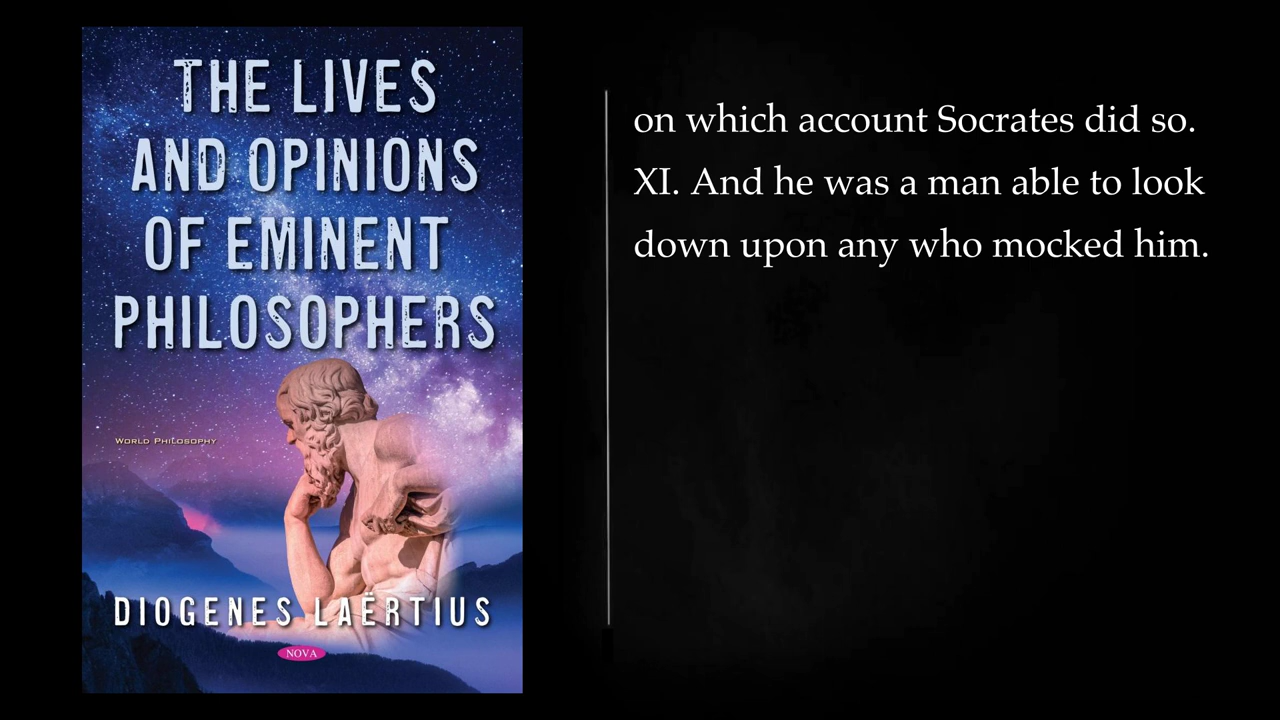 THE LIVES
AND OPINIONS
OF EMINENT
PHILOSOPHERS
WORLD PHILOSOPHY
DIOGENES LAËRTIUS
NOVA
on which account Socrates did so.
XI. And he was a man able to look
down upon any who mocked him.